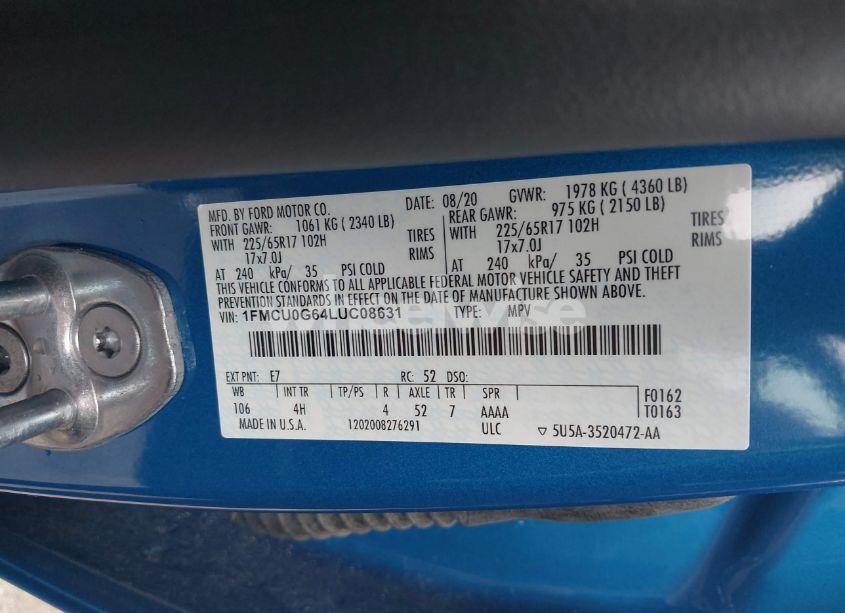 MFD. BY FORD MOTOR CO.
DATE: 08/20
GVWR: 1978 KG ( 4360 LB)
FRONT GAWR: 1061 KG ( 2340 LB)
REAR GAWR: 975 KG ( 2150 LB)
WITH 225/65R17 102H TIRES
WITH 225/65R17 102H TIRES
17x7.0J RIMS
17x7.0J RIMS
AT 240 kPa/ 35 PSI COLD
AT 240 kPa/ 35 PSI COLD
THIS VEHICLE CONFORMS TO ALL APPLICABLE FEDERAL MOTOR VEHICLE SAFETY AND THEFT
PREVENTION STANDARDS IN EFFECT ON THE DATE OF MANUFACTURE SHOWN ABOVE.
VIN: 1FMCU0G64LUC08631 TYPE: MPV
EXT PNT: E7 RC: 52 DSO:
WB INT TR TP/PS R AXLE TR SPR
106 4H 4 52 7 AAAA
F0162
T0163
MADE IN U.S.A. 1202008276291 ULC ▽ 5U5A-3520472-AA